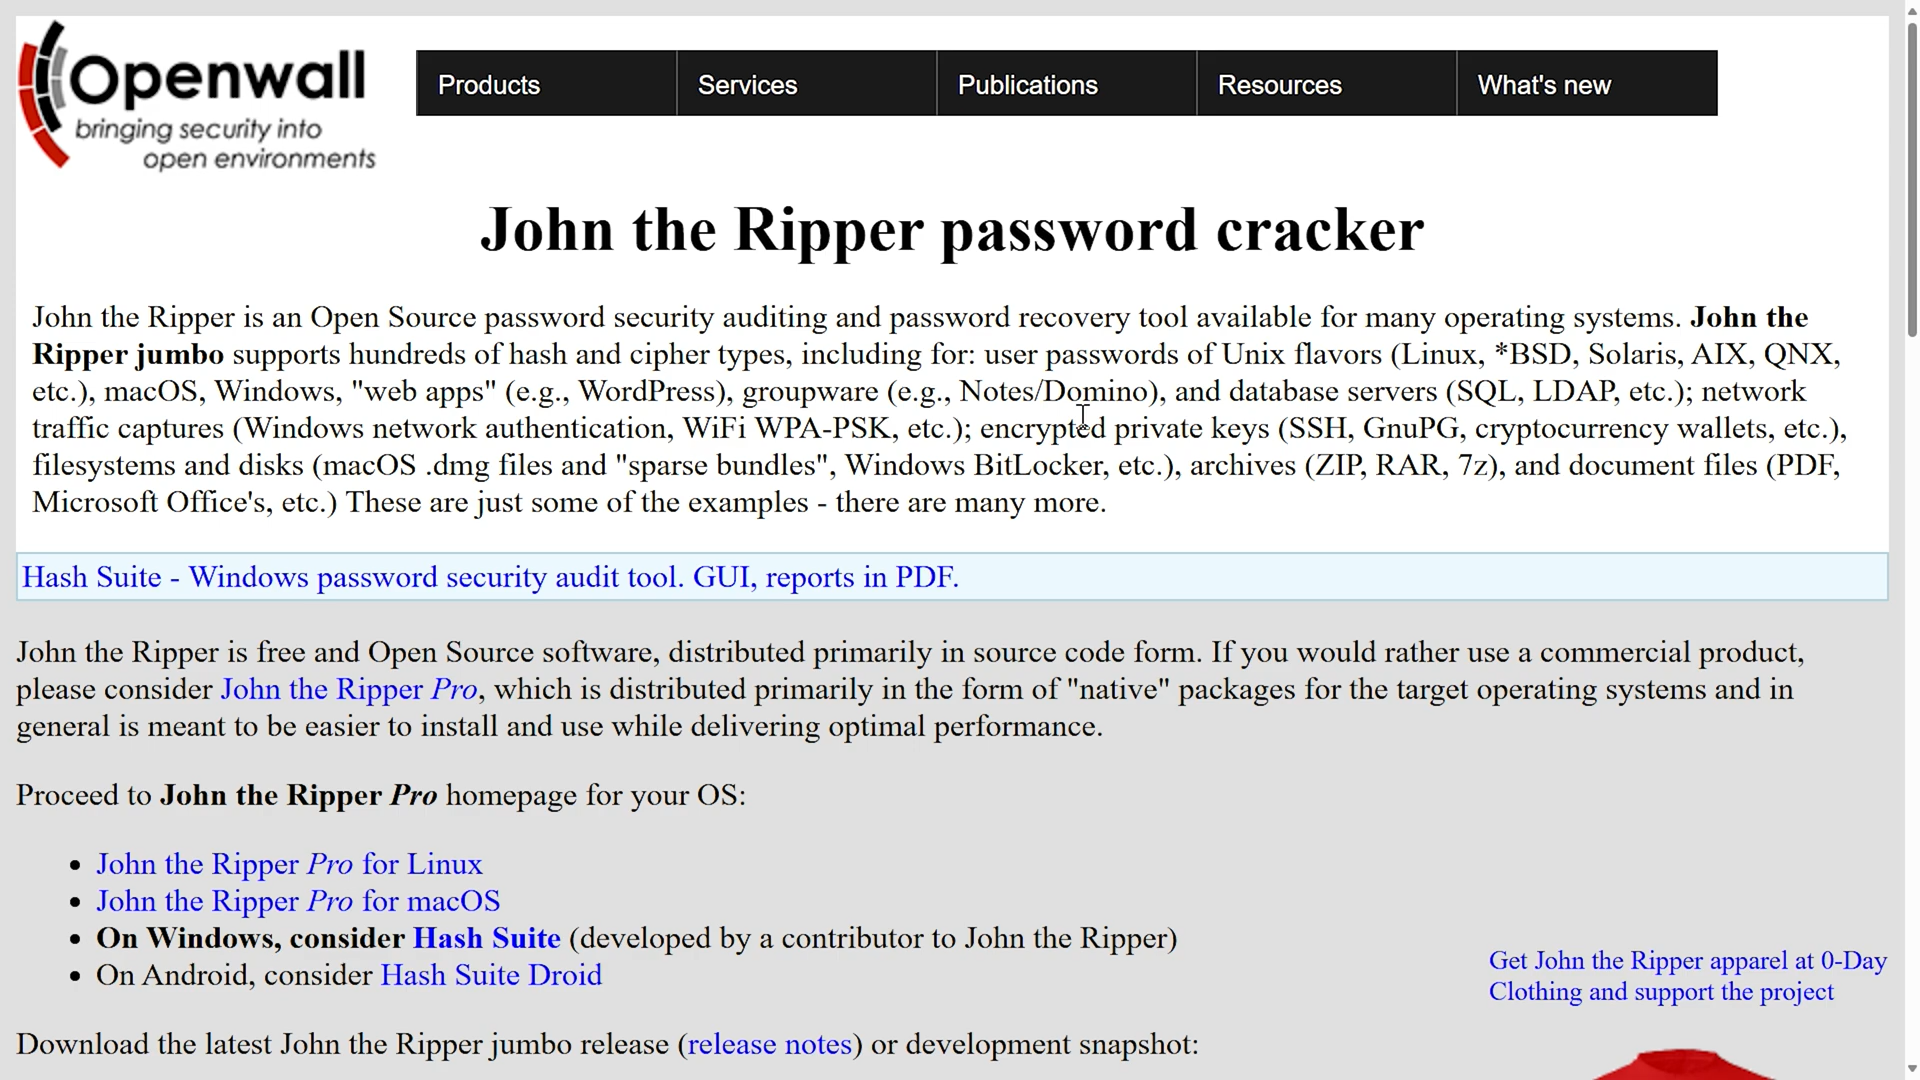 Openwall
bringing security into
open environments
Products
Services
Publications
Resources
What's new
John the Ripper password cracker
John the Ripper is an Open Source password security auditing and password recovery tool available for many operating systems. John the
Ripper jumbo supports hundreds of hash and cipher types, including for: user passwords of Unix flavors (Linux, *BSD, Solaris, AIX, QNX,
etc.), macOS, Windows, "web apps" (e.g., WordPress), groupware (e.g., Notes/Domino), and database servers (SQL, LDAP, etc.); network
traffic captures (Windows network authentication, WiFi WPA-PSK, etc.); encrypted private keys (SSH, GnuPG, cryptocurrency wallets, etc.),
filesystems and disks (macOS .dmg files and "sparse bundles", Windows BitLocker, etc.), archives (ZIP, RAR, 7z), and document files (PDF,
Microsoft Office's, etc.) These are just some of the examples - there are many more.
Hash Suite - Windows password security audit tool. GUI, reports in PDF.
John the Ripper is free and Open Source software, distributed primarily in source code form. If you would rather use a commercial product,
please consider John the Ripper Pro, which is distributed primarily in the form of "native" packages for the target operating systems and in
general is meant to be easier to install and use while delivering optimal performance.
Proceed to John the Ripper Pro homepage for your OS:
• John the Ripper Pro for Linux
• John the Ripper Pro for macOS
• On Windows, consider Hash Suite (developed by a contributor to John the Ripper)
• On Android, consider Hash Suite Droid
Get John the Ripper apparel at 0-Day
Clothing and support the project
Download the latest John the Ripper jumbo release (release notes) or development snapshot: